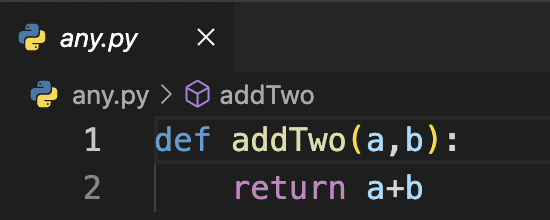 any.py ×
any.py > addTwo
1 def addTwo(a,b):
2     return a+b